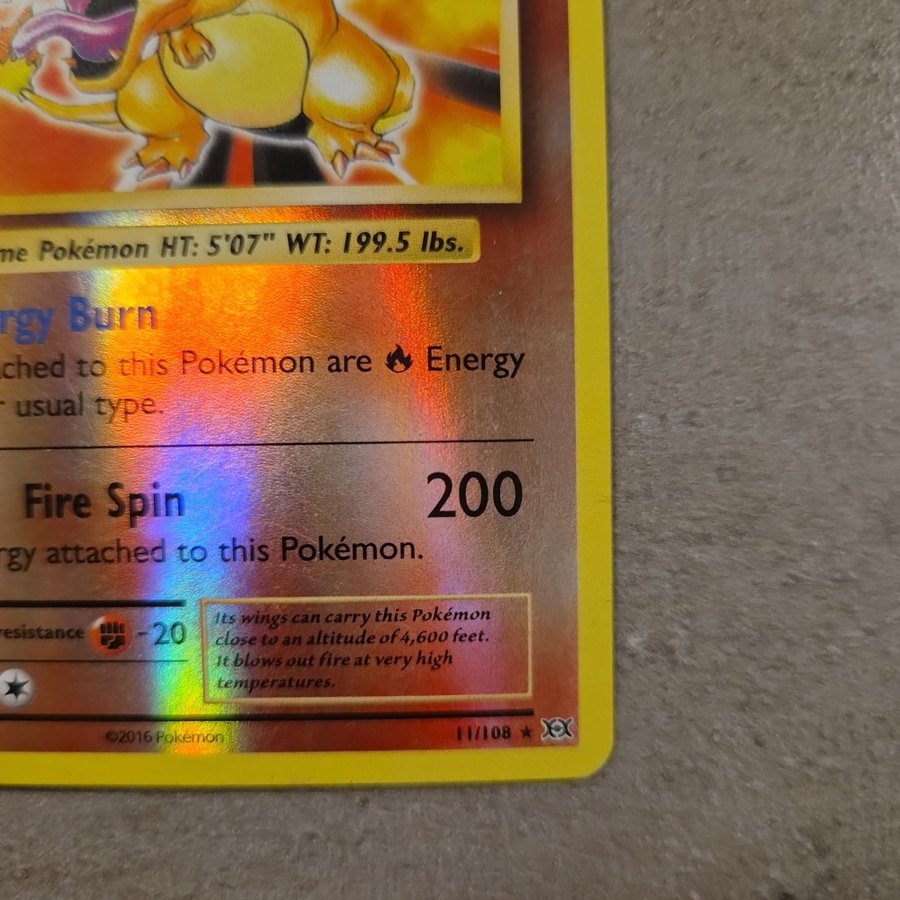 me Pokémon HT: 5'07" WT: 199.5 lbs.
rgy Burn
ched to this Pokémon are Energy
r usual type.
Fire Spin 200
rgy attached to this Pokémon.
resistance -20
Its wings can carry this Pokémon
close to an altitude of 4,600 feet.
It blows out fire at very high
temperatures.
©2016 Pokémon 11/108